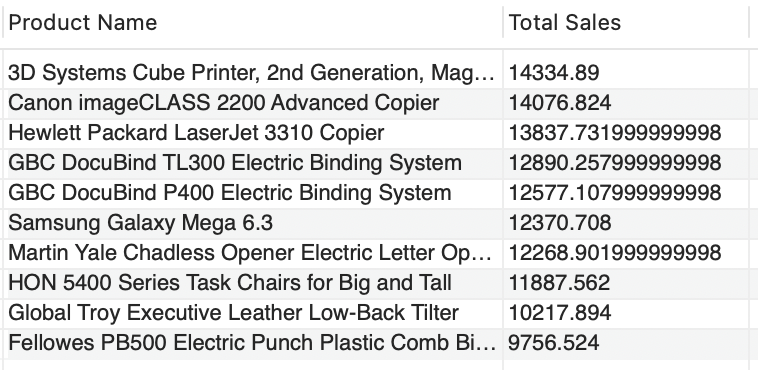 Product Name Total Sales
3D Systems Cube Printer, 2nd Generation, Mag... 14334.89
Canon imageCLASS 2200 Advanced Copier 14076.824
Hewlett Packard LaserJet 3310 Copier 13837.731999999998
GBC DocuBind TL300 Electric Binding System 12890.257999999998
GBC DocuBind P400 Electric Binding System 12577.107999999998
Samsung Galaxy Mega 6.3 12370.708
Martin Yale Chadless Opener Electric Letter Op... 12268.901999999998
HON 5400 Series Task Chairs for Big and Tall 11887.562
Global Troy Executive Leather Low-Back Tilter 10217.894
Fellowes PB500 Electric Punch Plastic Comb Bi... 9756.524